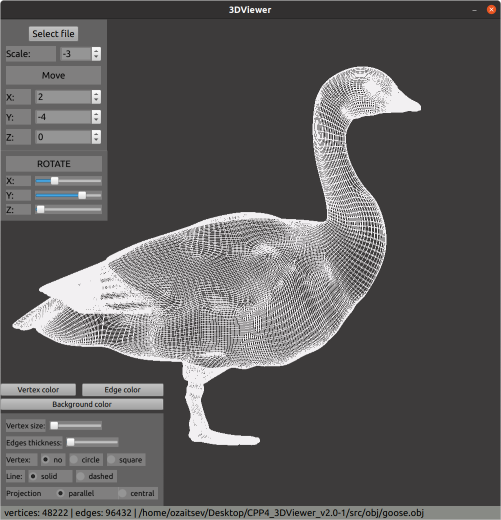 3DViewer
Select file
Scale: -3
Move
X: 2
Y: -4
Z: 0
ROTATE
X:
Y:
Z:
Vertex color Edge color
Background color
Vertex size:
Edges thickness:
Vertex: no circle square
Line: solid dashed
Projection parallel central
vertices: 48222 | edges: 96432 | /home/ozaitsev/Desktop/CPP4_3DViewer_v2.0-1/src/obj/goose.obj